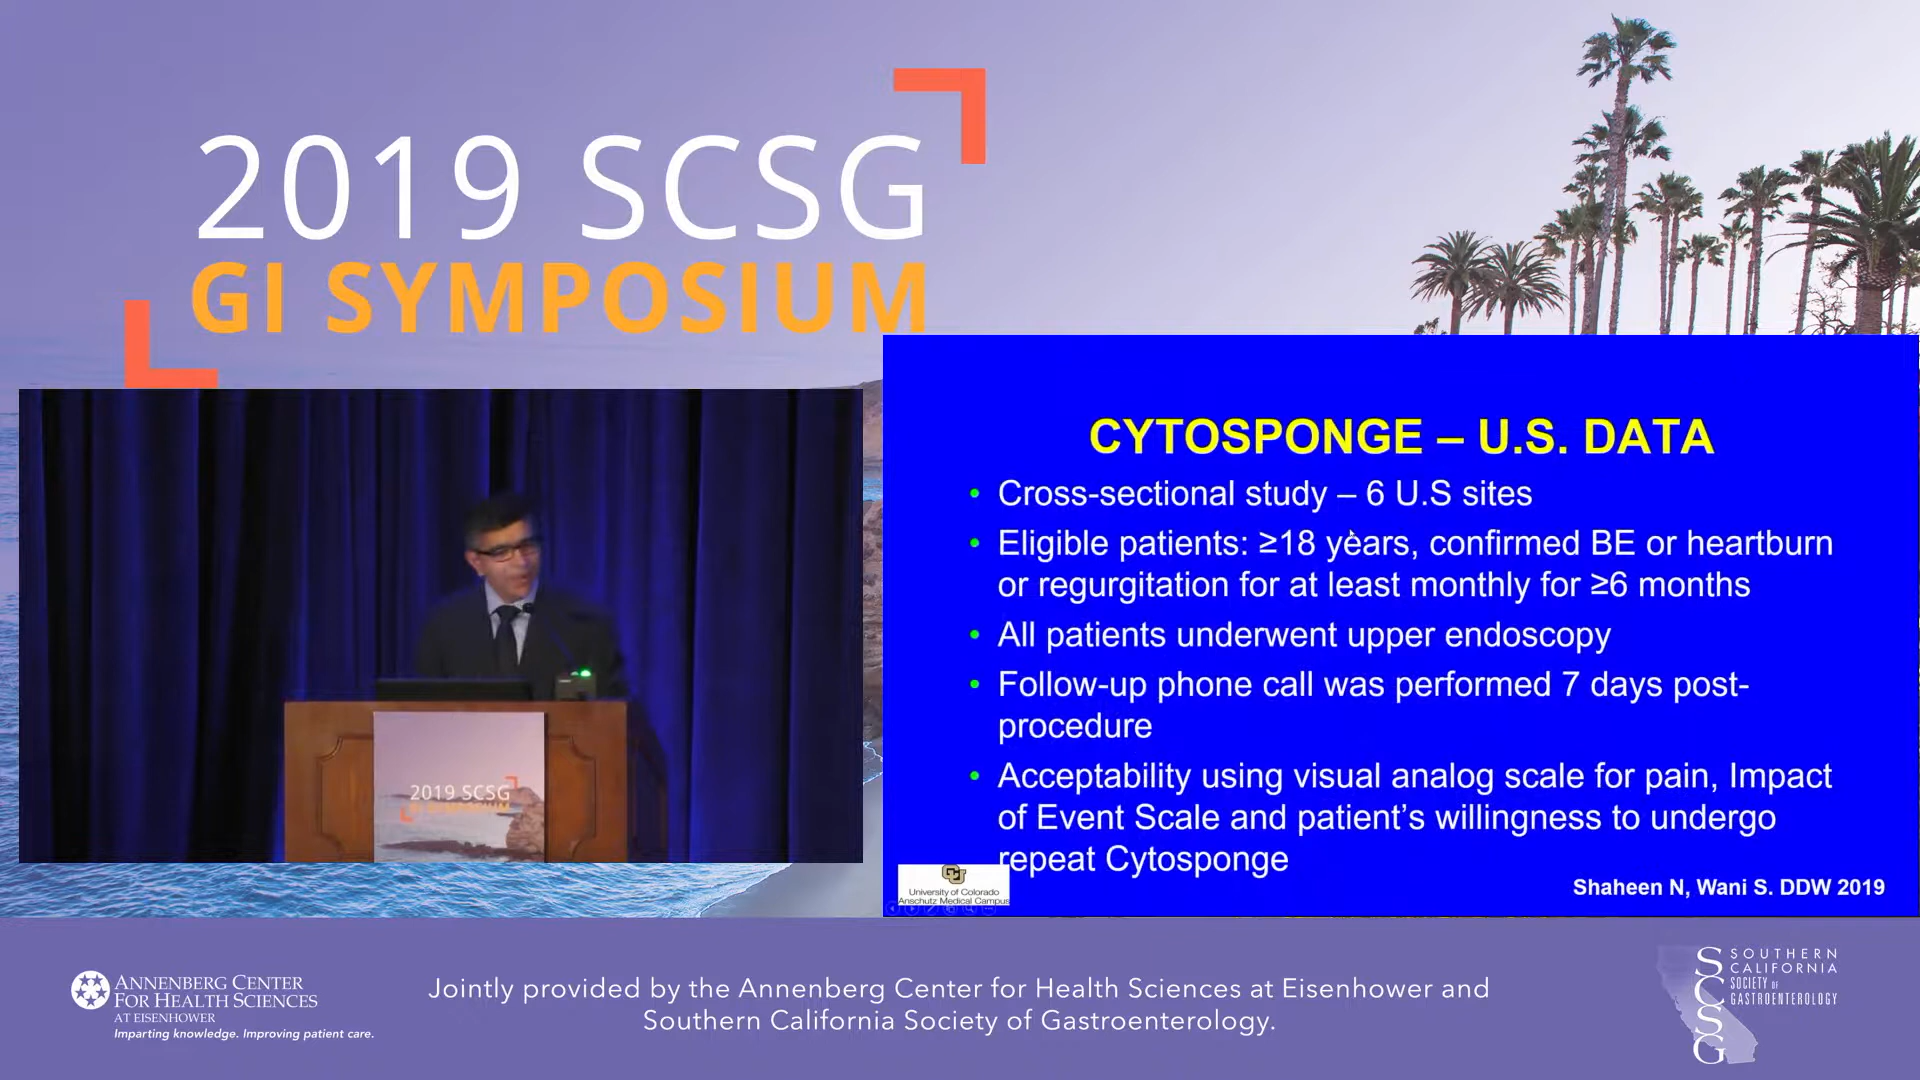 2019 SCSG
GI SYMPOSIUM
2019 SCSG
GI SYMPOSIUM
CYTOSPONGE – U.S. DATA
• Cross-sectional study – 6 U.S sites
• Eligible patients: ≥18 years, confirmed BE or heartburn
or regurgitation for at least monthly for ≥6 months
• All patients underwent upper endoscopy
• Follow-up phone call was performed 7 days post-
procedure
• Acceptability using visual analog scale for pain, Impact
of Event Scale and patient’s willingness to undergo
repeat Cytosponge
University of Colorado
Anschutz Medical Campus
Shaheen N, Wani S. DDW 2019
ANNENBERG CENTER
FOR HEALTH SCIENCES
AT EISENHOWER
Imparting knowledge. Improving patient care.
Jointly provided by the Annenberg Center for Health Sciences at Eisenhower and
Southern California Society of Gastroenterology.
SCSG
SOUTHERN
CALIFORNIA
SOCIETY OF
GASTROENTEROLOGY